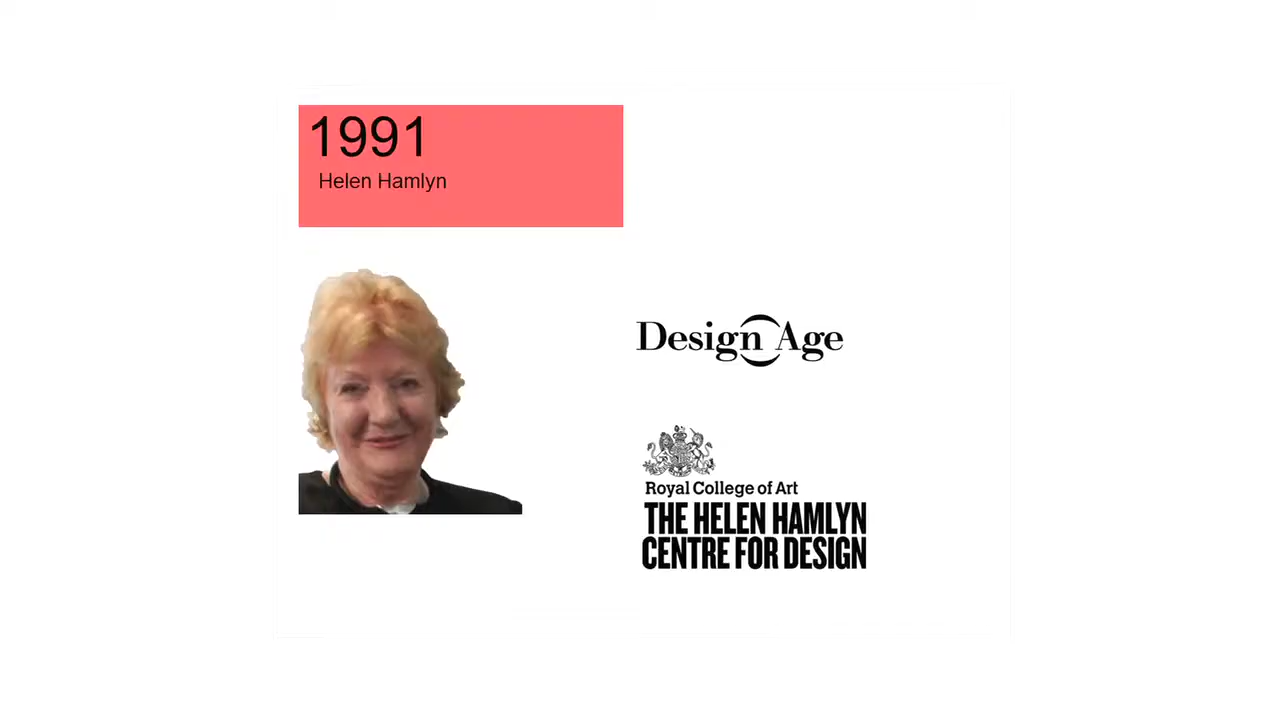 1991
Helen Hamlyn
Design Age
Royal College of Art
THE HELEN HAMLYN
CENTRE FOR DESIGN